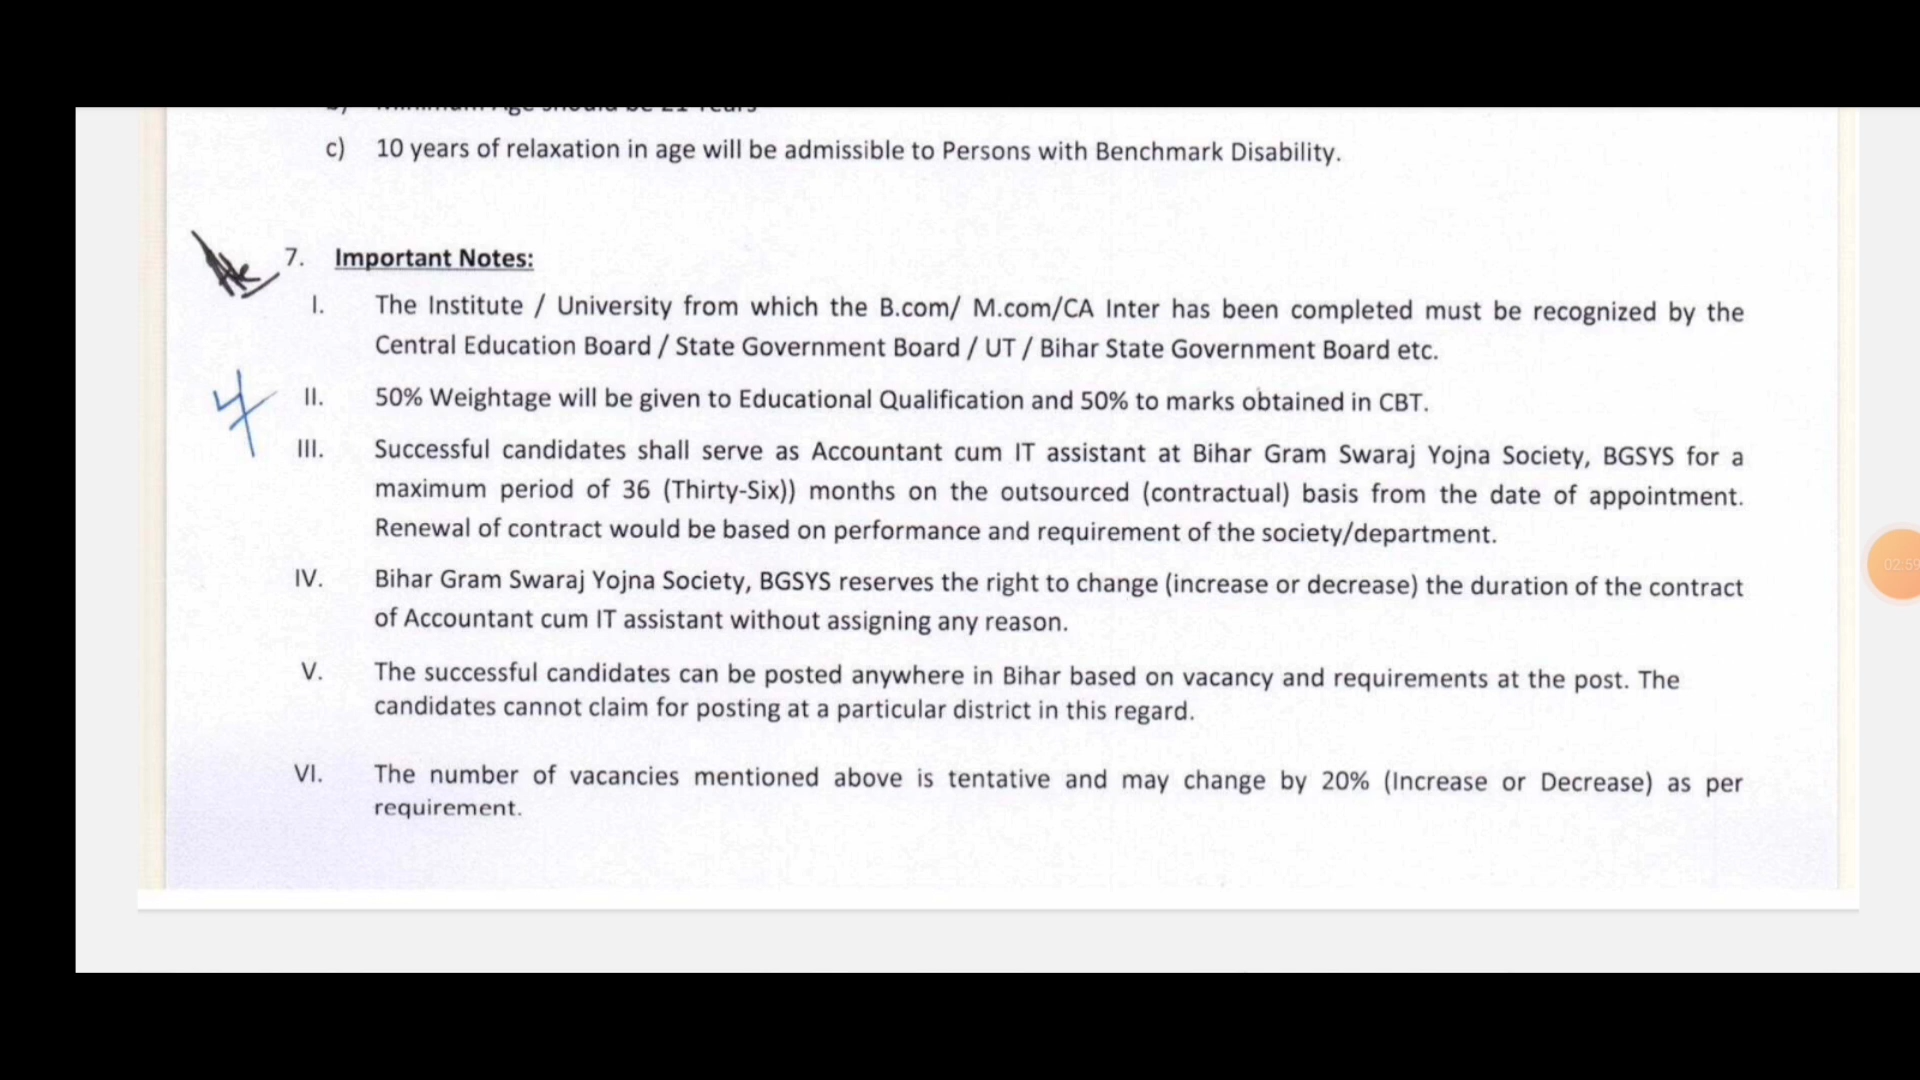 b) Minimum Age should be 21 Years
c) 10 years of relaxation in age will be admissible to Persons with Benchmark Disability.
7. Important Notes:
I. The Institute / University from which the B.com/ M.com/CA Inter has been completed must be recognized by the
Central Education Board / State Government Board / UT / Bihar State Government Board etc.
II. 50% Weightage will be given to Educational Qualification and 50% to marks obtained in CBT.
III. Successful candidates shall serve as Accountant cum IT assistant at Bihar Gram Swaraj Yojna Society, BGSYS for a
maximum period of 36 (Thirty-Six)) months on the outsourced (contractual) basis from the date of appointment.
Renewal of contract would be based on performance and requirement of the society/department.
IV. Bihar Gram Swaraj Yojna Society, BGSYS reserves the right to change (increase or decrease) the duration of the contract
of Accountant cum IT assistant without assigning any reason.
V. The successful candidates can be posted anywhere in Bihar based on vacancy and requirements at the post. The
candidates cannot claim for posting at a particular district in this regard.
VI. The number of vacancies mentioned above is tentative and may change by 20% (Increase or Decrease) as per
requirement.
02:59